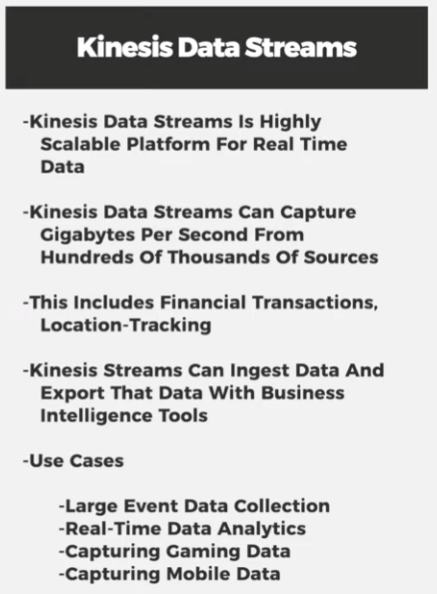 Kinesis Data Streams
-Kinesis Data Streams Is Highly
Scalable Platform For Real Time
Data
-Kinesis Data Streams Can Capture
Gigabytes Per Second From
Hundreds Of Thousands Of Sources
-This Includes Financial Transactions,
Location-Tracking
-Kinesis Streams Can Ingest Data And
Export That Data With Business
Intelligence Tools
-Use Cases
-Large Event Data Collection
-Real-Time Data Analytics
-Capturing Gaming Data
-Capturing Mobile Data